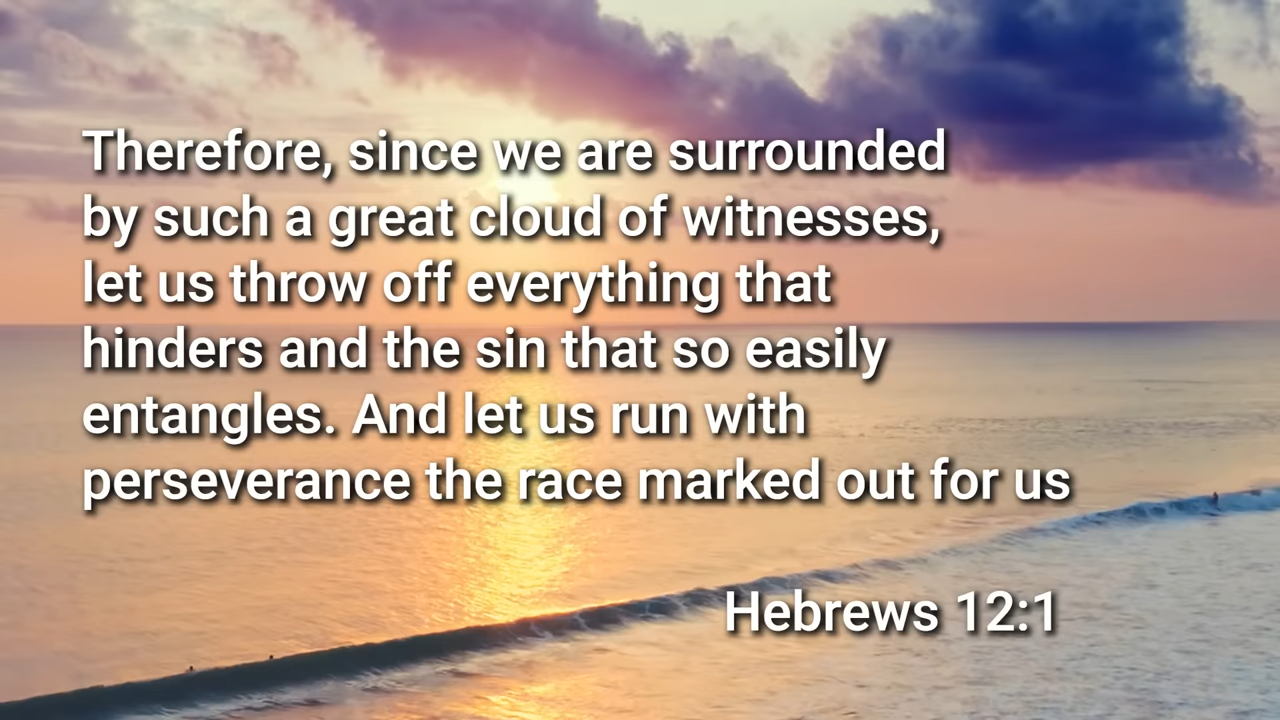 Therefore, since we are surrounded
by such a great cloud of witnesses,
let us throw off everything that
hinders and the sin that so easily
entangles. And let us run with
perseverance the race marked out for us
Hebrews 12:1